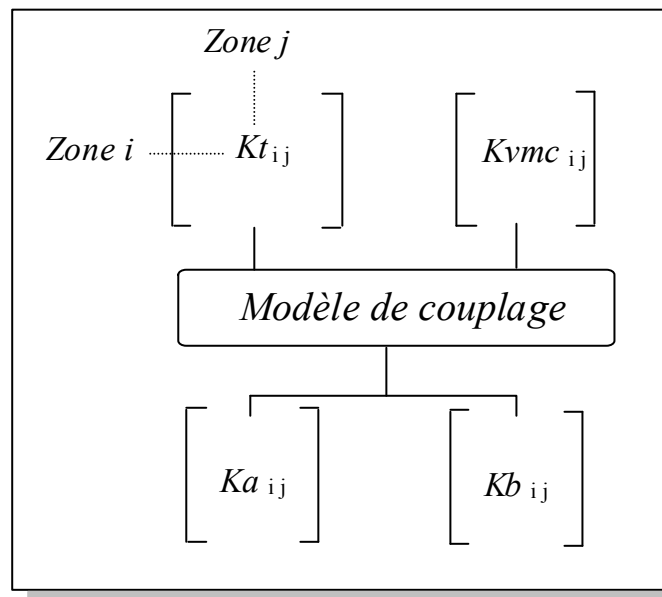 Zone j
Zone i
Kt i j
Kvmc i j
Modèle de couplage
Ka i j
Kb i j